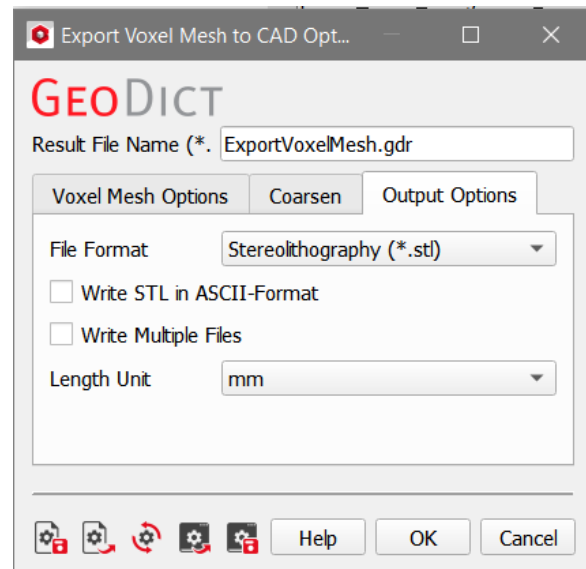 Export Voxel Mesh to CAD Opt...
GEODICT
Result File Name (*. ExportVoxelMesh.gdr
Voxel Mesh Options Coarsen Output Options
File Format Stereolithography (*.stl)
Write STL in ASCII-Format
Write Multiple Files
Length Unit mm
Help OK Cancel